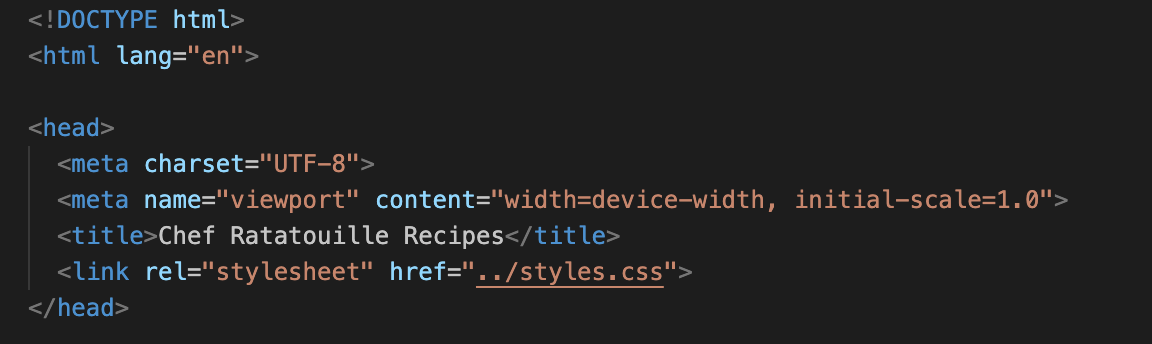 <!DOCTYPE html>
<html lang="en">
<head>
<meta charset="UTF-8">
<meta name="viewport" content="width=device-width, initial-scale=1.0">
<title>Chef Ratatouille Recipes</title>
<link rel="stylesheet" href="../styles.css">
</head>